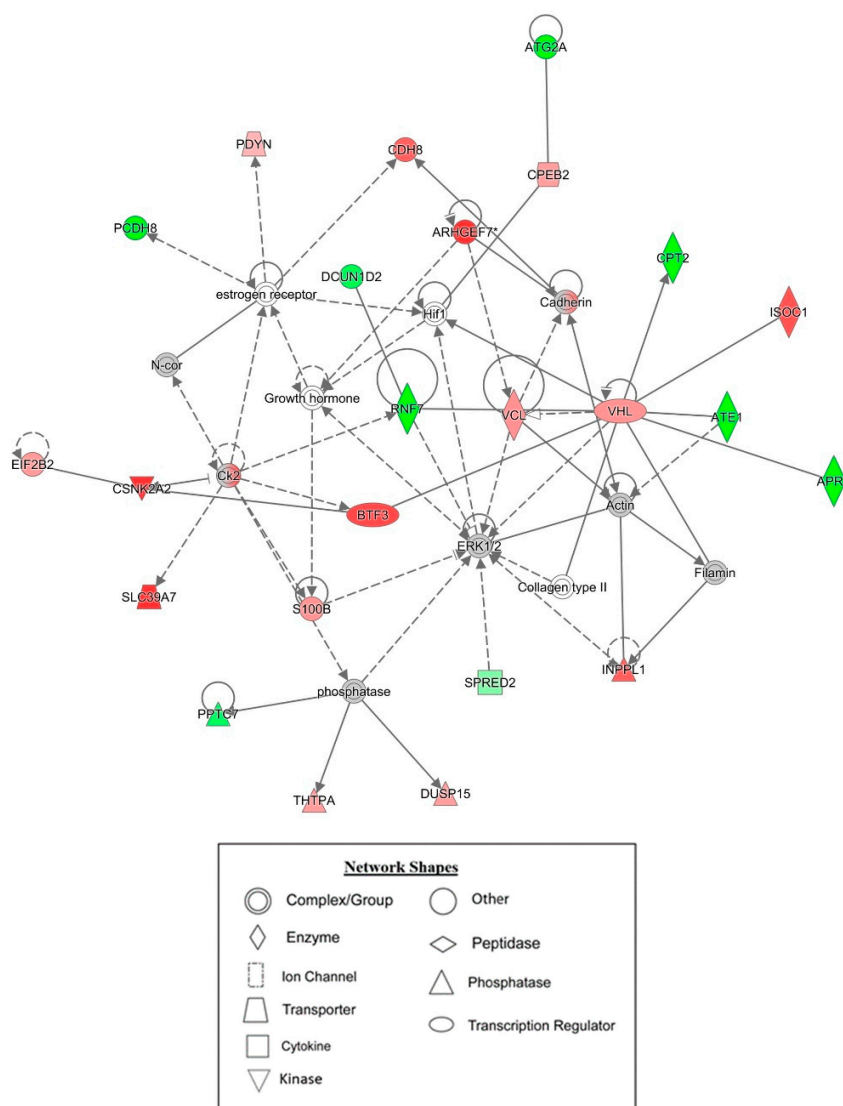 ATG2A
PDYN
CDH8
CPEB2
PCDH8
ARHGEF7*
CPT2
DCUN1D2
estrogen receptor
Cadherin
Hif1
ISOC1
N-cor
Growth hormone
RNF7
VCL
VHL
ATE1
EIF2B2
Ck2
CSNK2A2
APR
BTF3
Actin
ERK1/2
Filamin
Collagen type II
SLC39A7
S100B
INPPL1
SPRED2
phosphatase
PPTC7
THTPA
DUSP15
Network Shapes
Complex/Group
Other
Enzyme
Peptidase
Ion Channel
Phosphatase
Transporter
Transcription Regulator
Cytokine
Kinase